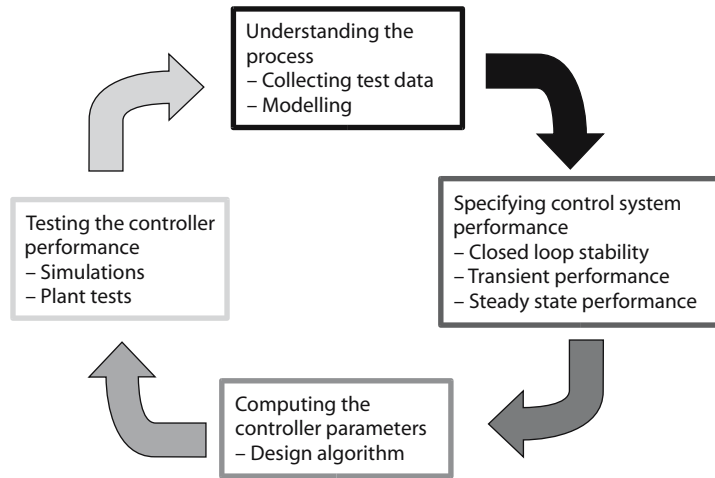 Understanding the
process
– Collecting test data
– Modelling
Specifying control system
performance
– Closed loop stability
– Transient performance
– Steady state performance
Computing the
controller parameters
– Design algorithm
Testing the controller
performance
– Simulations
– Plant tests